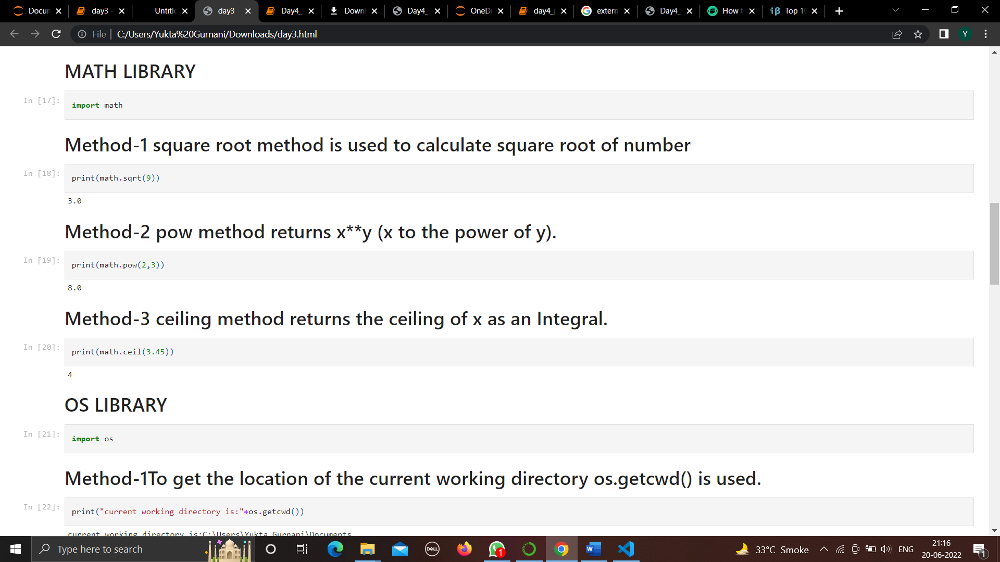 Docun
day3 -
Untitle
day3
Day4_
Downl
Day4_
OneDr
day4_p
extern
Day4_
How t
Top 10
File
C:/Users/Yukta%20Gurnani/Downloads/day3.html
Y
MATH LIBRARY
In [17]:
import math
Method-1 square root method is used to calculate square root of number
In [18]:
print(math.sqrt(9))
3.0
Method-2 pow method returns x**y (x to the power of y).
In [19]:
print(math.pow(2,3))
8.0
Method-3 ceiling method returns the ceiling of x as an Integral.
In [20]:
print(math.ceil(3.45))
4
OS LIBRARY
In [21]:
import os
Method-1To get the location of the current working directory os.getcwd() is used.
In [22]:
print("current working directory is:"+os.getcwd())
current working directory is:C:\Users\Yukta Gurnani\Documents
Type here to search
DELL
1
W
33°C Smoke
ENG
21:16
20-06-2022
1